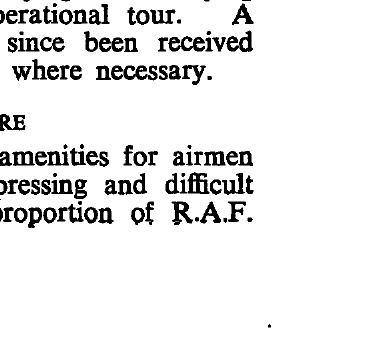 perational tour. A
since been received
where necessary.
RE
amenities for airmen
pressing and difficult
proportion of R.A.F.